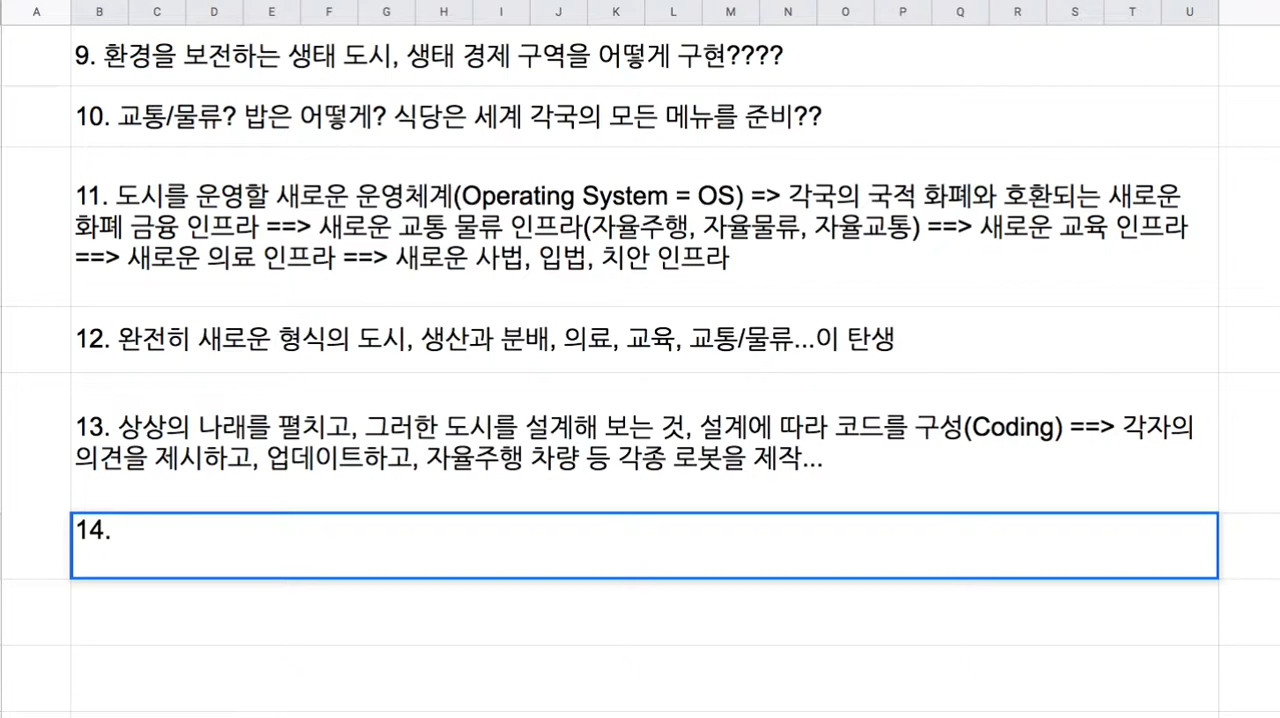 A B C D E F G H I J K L M N O P Q R S T U
9. 환경을 보전하는 생태 도시, 생태 경제 구역을 어떻게 구현????
10. 교통/물류? 밥은 어떻게? 식당은 세계 각국의 모든 메뉴를 준비??
11. 도시를 운영할 새로운 운영체계(Operating System = OS) => 각국의 국적 화폐와 호환되는 새로운
화폐 금융 인프라 ==> 새로운 교통 물류 인프라(자율주행, 자율물류, 자율교통) ==> 새로운 교육 인프라
==> 새로운 의료 인프라 ==> 새로운 사법, 입법, 치안 인프라
12. 완전히 새로운 형식의 도시, 생산과 분배, 의료, 교육, 교통/물류...이 탄생
13. 상상의 나래를 펼치고, 그러한 도시를 설계해 보는 것, 설계에 따라 코드를 구성(Coding) ==> 각자의
의견을 제시하고, 업데이트하고, 자율주행 차량 등 각종 로봇을 제작...
14.